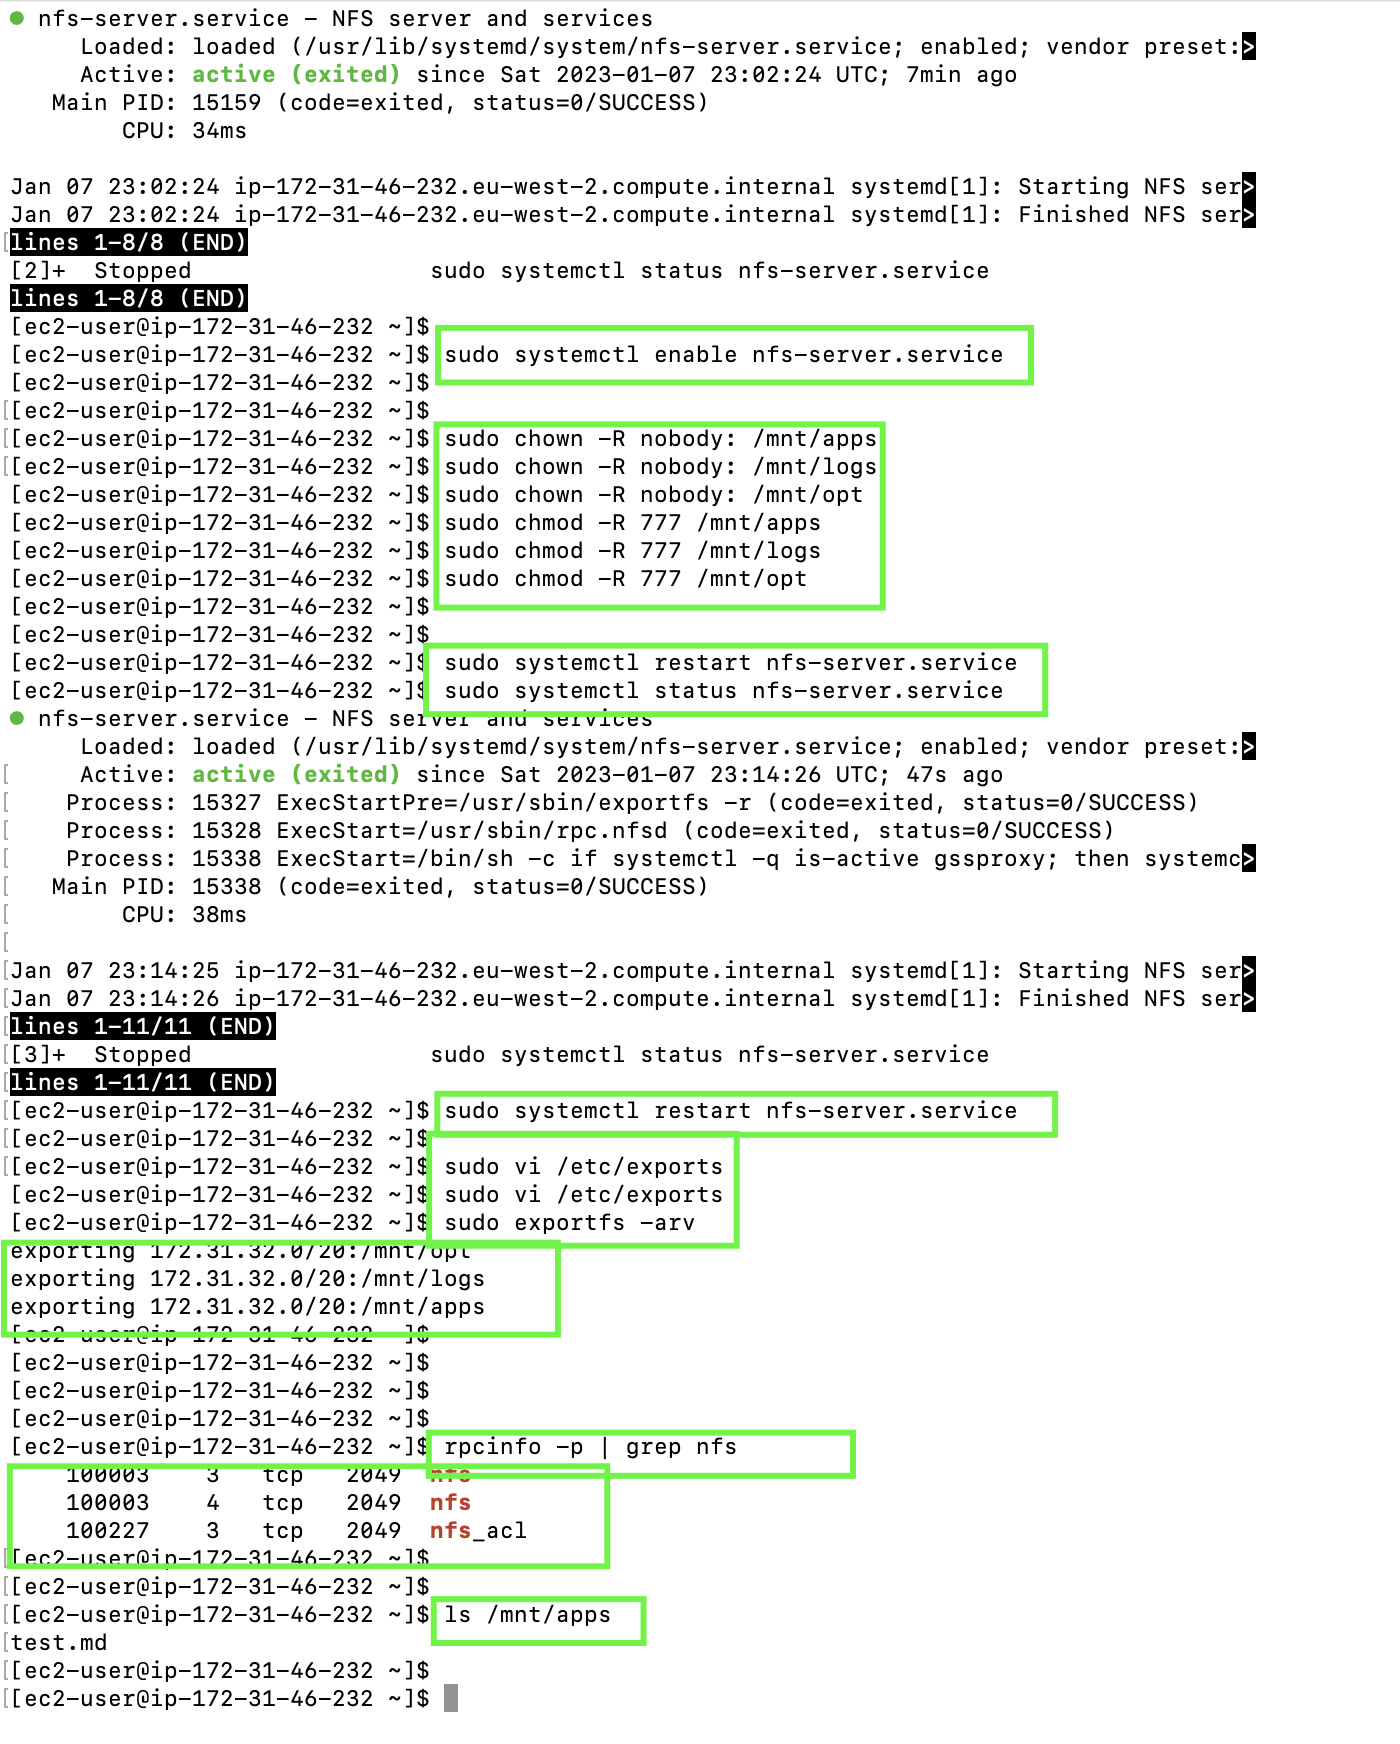 ● nfs-server.service - NFS server and services
     Loaded: loaded (/usr/lib/systemd/system/nfs-server.service; enabled; vendor preset:>
     Active: active (exited) since Sat 2023-01-07 23:02:24 UTC; 7min ago
   Main PID: 15159 (code=exited, status=0/SUCCESS)
        CPU: 34ms

Jan 07 23:02:24 ip-172-31-46-232.eu-west-2.compute.internal systemd[1]: Starting NFS ser>
Jan 07 23:02:24 ip-172-31-46-232.eu-west-2.compute.internal systemd[1]: Finished NFS ser>
[lines 1-8/8 (END)
[2]+  Stopped                 sudo systemctl status nfs-server.service
lines 1-8/8 (END)
[ec2-user@ip-172-31-46-232 ~]$
[ec2-user@ip-172-31-46-232 ~]$ sudo systemctl enable nfs-server.service
[ec2-user@ip-172-31-46-232 ~]$
[[ec2-user@ip-172-31-46-232 ~]$
[[ec2-user@ip-172-31-46-232 ~]$ sudo chown -R nobody: /mnt/apps
[[ec2-user@ip-172-31-46-232 ~]$ sudo chown -R nobody: /mnt/logs
[ec2-user@ip-172-31-46-232 ~]$ sudo chown -R nobody: /mnt/opt
[ec2-user@ip-172-31-46-232 ~]$ sudo chmod -R 777 /mnt/apps
[ec2-user@ip-172-31-46-232 ~]$ sudo chmod -R 777 /mnt/logs
[ec2-user@ip-172-31-46-232 ~]$ sudo chmod -R 777 /mnt/opt
[ec2-user@ip-172-31-46-232 ~]$
[ec2-user@ip-172-31-46-232 ~]$
[ec2-user@ip-172-31-46-232 ~]$ sudo systemctl restart nfs-server.service
[ec2-user@ip-172-31-46-232 ~]$ sudo systemctl status nfs-server.service
● nfs-server.service - NFS server and services
     Loaded: loaded (/usr/lib/systemd/system/nfs-server.service; enabled; vendor preset:>
[     Active: active (exited) since Sat 2023-01-07 23:14:26 UTC; 47s ago
[    Process: 15327 ExecStartPre=/usr/sbin/exportfs -r (code=exited, status=0/SUCCESS)
[    Process: 15328 ExecStart=/usr/sbin/rpc.nfsd (code=exited, status=0/SUCCESS)
[    Process: 15338 ExecStart=/bin/sh -c if systemctl -q is-active gssproxy; then systemc>
[   Main PID: 15338 (code=exited, status=0/SUCCESS)
[        CPU: 38ms
[
[Jan 07 23:14:25 ip-172-31-46-232.eu-west-2.compute.internal systemd[1]: Starting NFS ser>
[Jan 07 23:14:26 ip-172-31-46-232.eu-west-2.compute.internal systemd[1]: Finished NFS ser>
[lines 1-11/11 (END)
[[3]+  Stopped                 sudo systemctl status nfs-server.service
[lines 1-11/11 (END)
[[ec2-user@ip-172-31-46-232 ~]$ sudo systemctl restart nfs-server.service
[[ec2-user@ip-172-31-46-232 ~]$
[[ec2-user@ip-172-31-46-232 ~]$ sudo vi /etc/exports
[ec2-user@ip-172-31-46-232 ~]$ sudo vi /etc/exports
[ec2-user@ip-172-31-46-232 ~]$ sudo exportfs -arv
exporting 172.31.32.0/20:/mnt/opt
exporting 172.31.32.0/20:/mnt/logs
exporting 172.31.32.0/20:/mnt/apps
[ec2-user@ip-172-31-46-232 ~]$
[ec2-user@ip-172-31-46-232 ~]$
[ec2-user@ip-172-31-46-232 ~]$
[ec2-user@ip-172-31-46-232 ~]$
[ec2-user@ip-172-31-46-232 ~]$ rpcinfo -p | grep nfs
    100003    3   tcp   2049  nfs
    100003    4   tcp   2049  nfs
    100227    3   tcp   2049  nfs_acl
[[ec2-user@ip-172-31-46-232 ~]$
[[ec2-user@ip-172-31-46-232 ~]$
[[ec2-user@ip-172-31-46-232 ~]$ ls /mnt/apps
[test.md
[[ec2-user@ip-172-31-46-232 ~]$
[[ec2-user@ip-172-31-46-232 ~]$